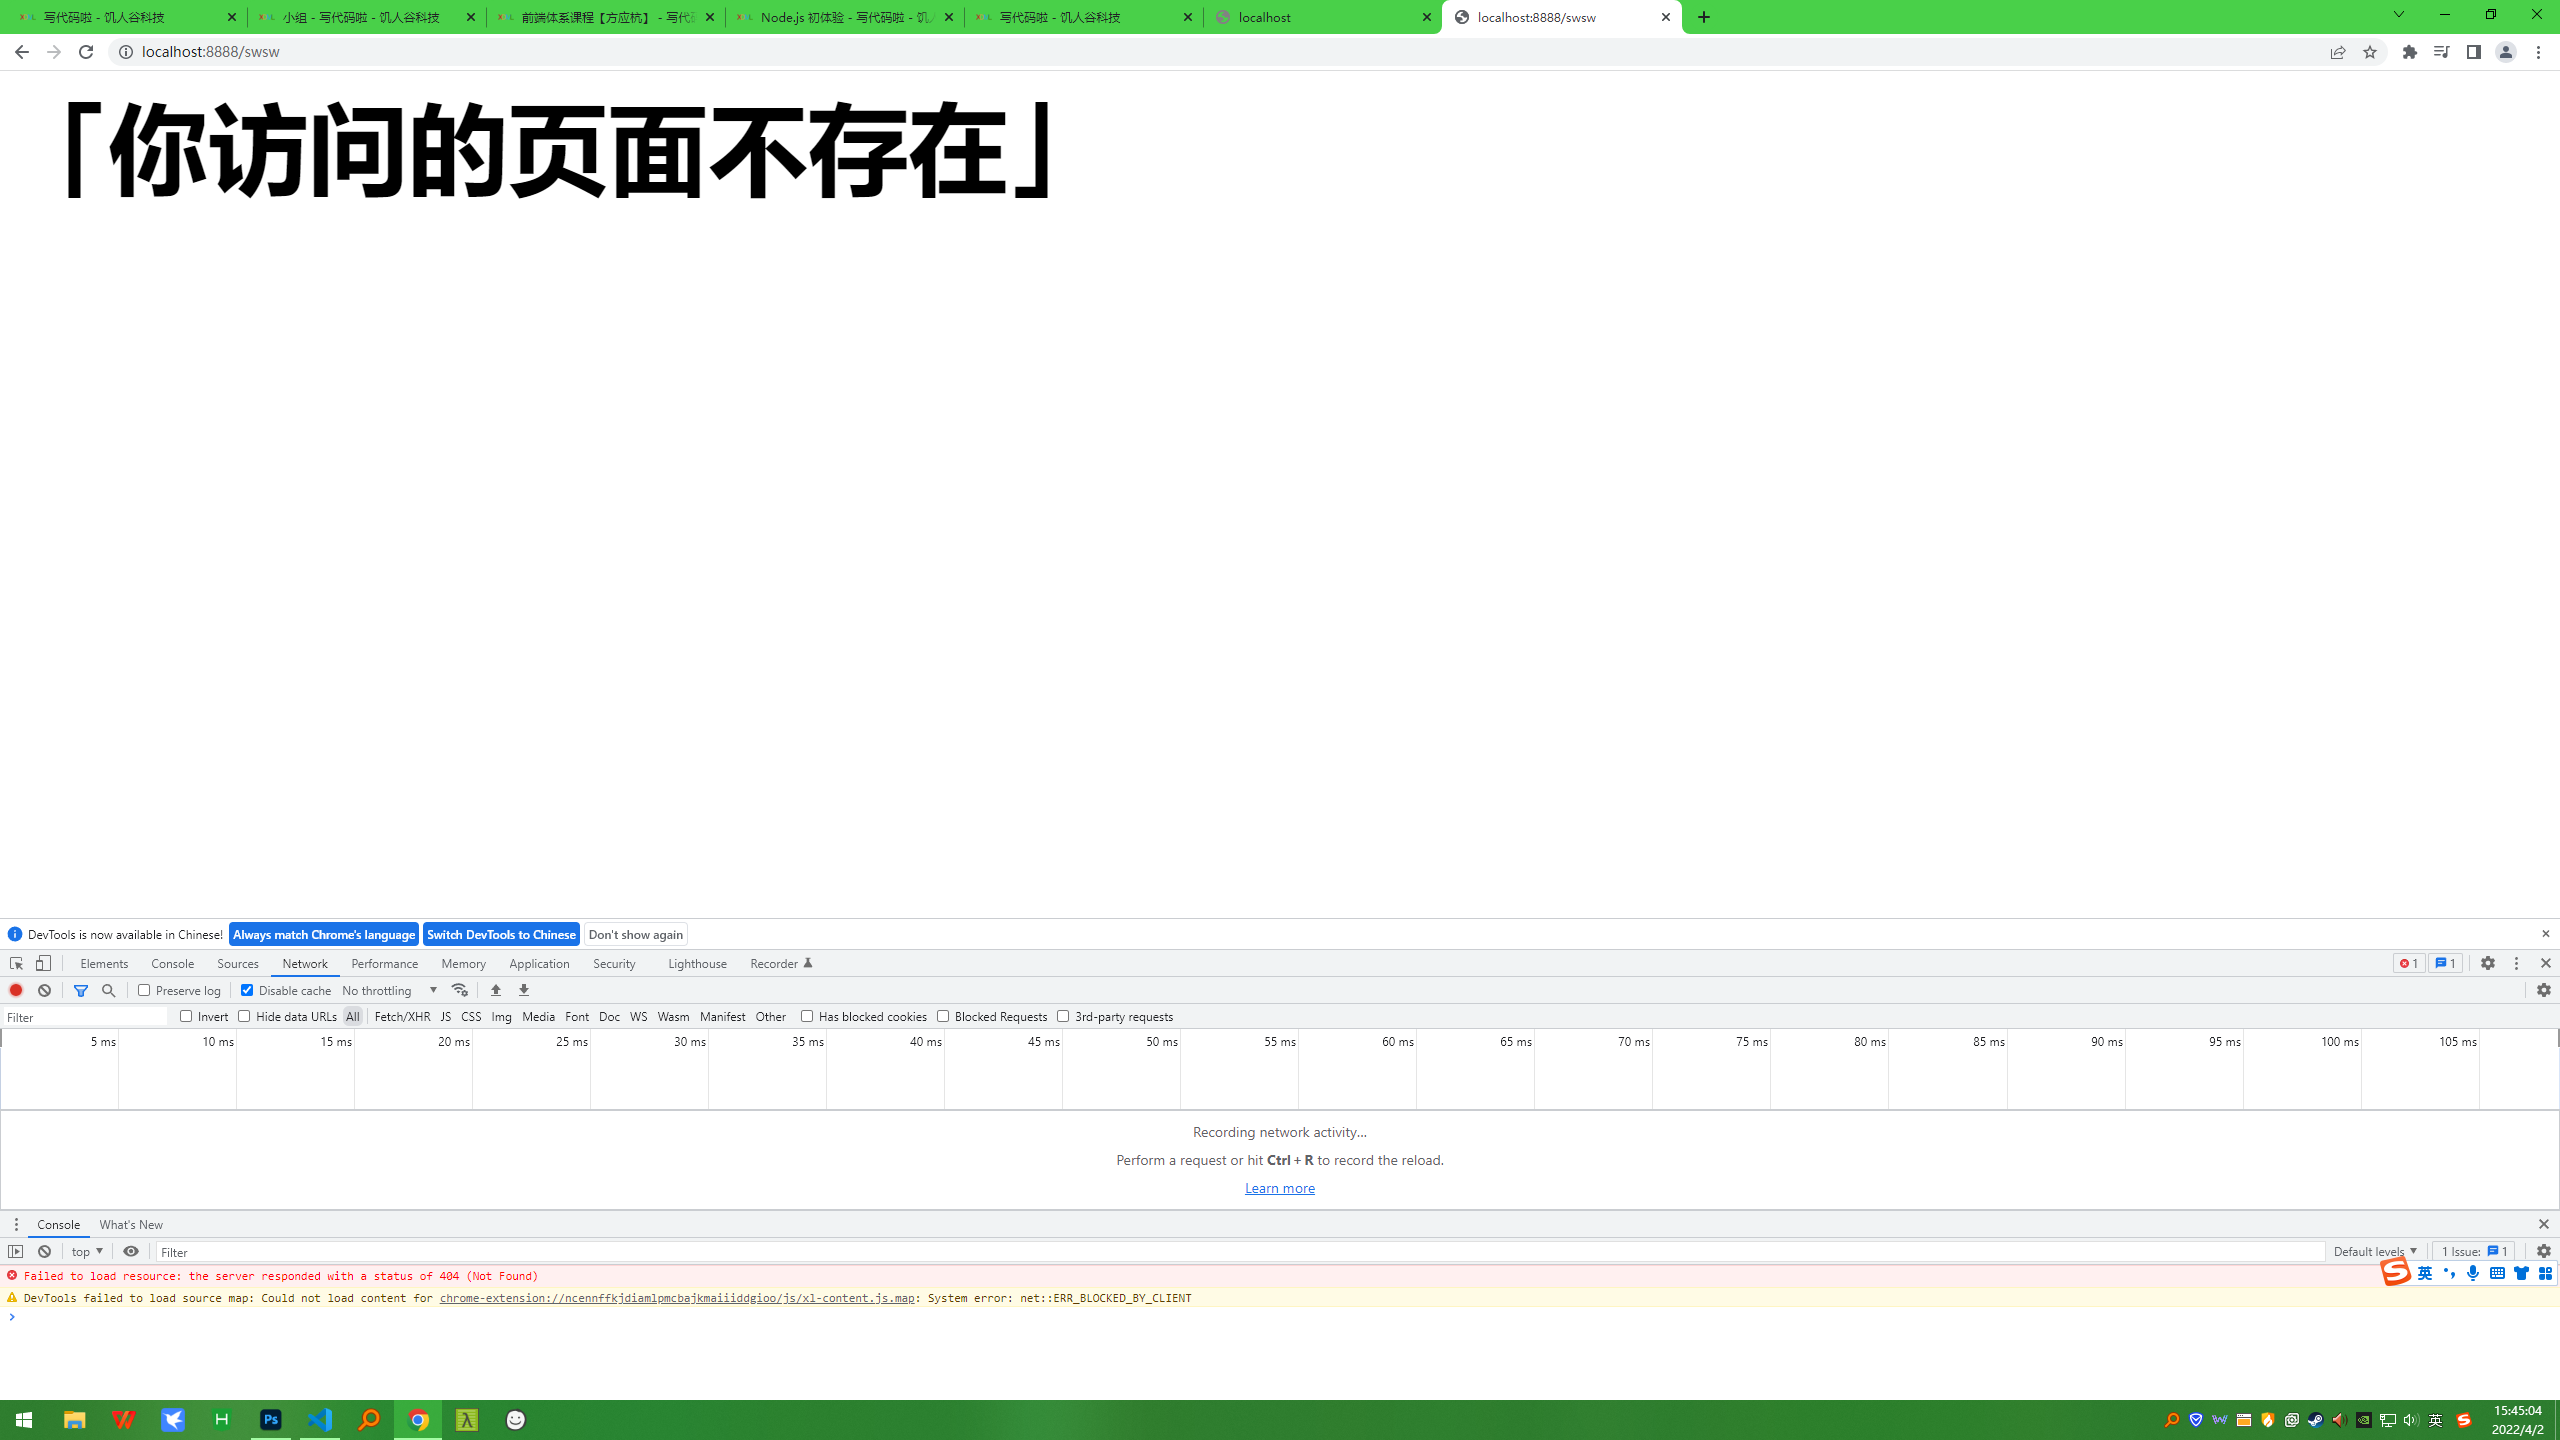 写代码啦 - 饥人谷科技
小组 - 写代码啦 - 饥人谷科技
前端体系课程【方应杭】 - 写代
Node.js 初体验 - 写代码啦 - 饥
写代码啦 - 饥人谷科技
localhost
localhost:8888/swsw
localhost:8888/swsw
「你访问的页面不存在」
DevTools is now available in Chinese!
Always match Chrome's language
Switch DevTools to Chinese
Don't show again
Elements Console Sources Network Performance Memory Application Security Lighthouse Recorder
1 1
Preserve log Disable cache No throttling
Filter Invert Hide data URLs All Fetch/XHR JS CSS Img Media Font Doc WS Wasm Manifest Other Has blocked cookies Blocked Requests 3rd-party requests
5 ms 10 ms 15 ms 20 ms 25 ms 30 ms 35 ms 40 ms 45 ms 50 ms 55 ms 60 ms 65 ms 70 ms 75 ms 80 ms 85 ms 90 ms 95 ms 100 ms 105 ms
Recording network activity…
Perform a request or hit Ctrl + R to record the reload.
Learn more
Console What's New
top Filter Default levels 1 Issue: 1
Failed to load resource: the server responded with a status of 404 (Not Found)
英
DevTools failed to load source map: Could not load content for chrome-extension://ncennffkjdiamlpmcbajkmaiiiddgioo/js/xl-content.js.map: System error: net::ERR_BLOCKED_BY_CLIENT
W H Ps λ
英
15:45:04
2022/4/2